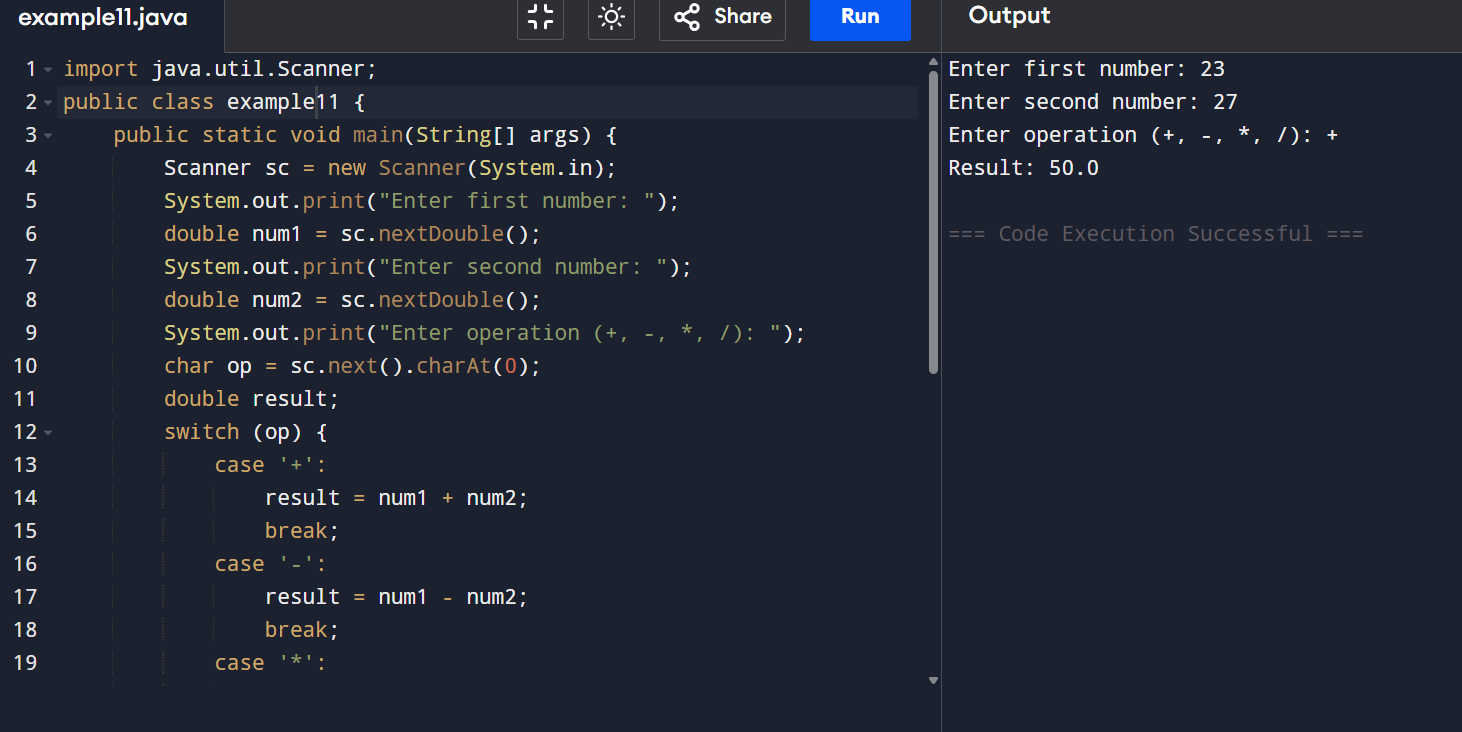 example11.java
Share
Run
Output
1 import java.util.Scanner;
2 public class example11 {
3     public static void main(String[] args) {
4         Scanner sc = new Scanner(System.in);
5         System.out.print("Enter first number: ");
6         double num1 = sc.nextDouble();
7         System.out.print("Enter second number: ");
8         double num2 = sc.nextDouble();
9         System.out.print("Enter operation (+, -, *, /): ");
10         char op = sc.next().charAt(0);
11         double result;
12         switch (op) {
13             case '+':
14                 result = num1 + num2;
15                 break;
16             case '-':
17                 result = num1 - num2;
18                 break;
19             case '*':
Enter first number: 23
Enter second number: 27
Enter operation (+, -, *, /): +
Result: 50.0
=== Code Execution Successful ===